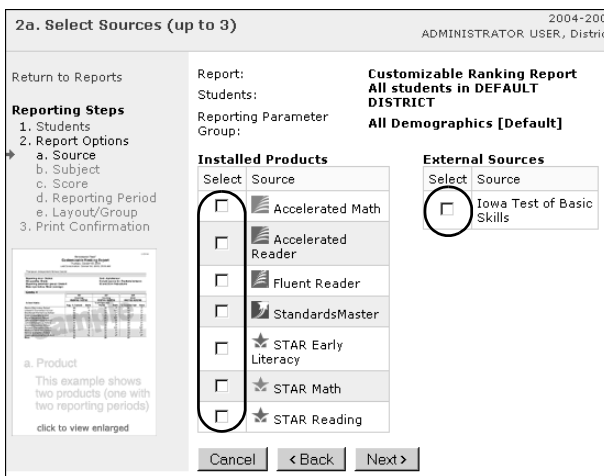 2a. Select Sources (up to 3)
2004-200
ADMINISTRATOR USER, Distric
Return to Reports
Reporting Steps
1. Students
2. Report Options
a. Source
b. Subject
c. Score
d. Reporting Period
e. Layout/Group
3. Print Confirmation
Sample
a. Product
This example shows
two products (one with
two reporting periods)
click to view enlarged
Report: Customizable Ranking Report
Students: All students in DEFAULT
DISTRICT
Reporting Parameter
Group: All Demographics [Default]
Installed Products
Select Source
Accelerated Math
Accelerated
Reader
Fluent Reader
StandardsMaster
STAR Early
Literacy
STAR Math
STAR Reading
External Sources
Select Source
Iowa Test of Basic
Skills
Cancel < Back Next >